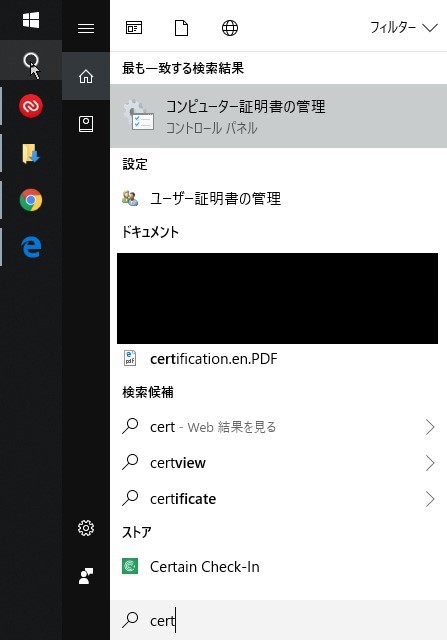 フィルター
最も一致する検索結果
コンピューター証明書の管理
コントロール パネル
設定
ユーザー証明書の管理
ドキュメント
certification.en.PDF
検索候補
cert - Web 結果を見る
certview
certificate
ストア
Certain Check-In
cert